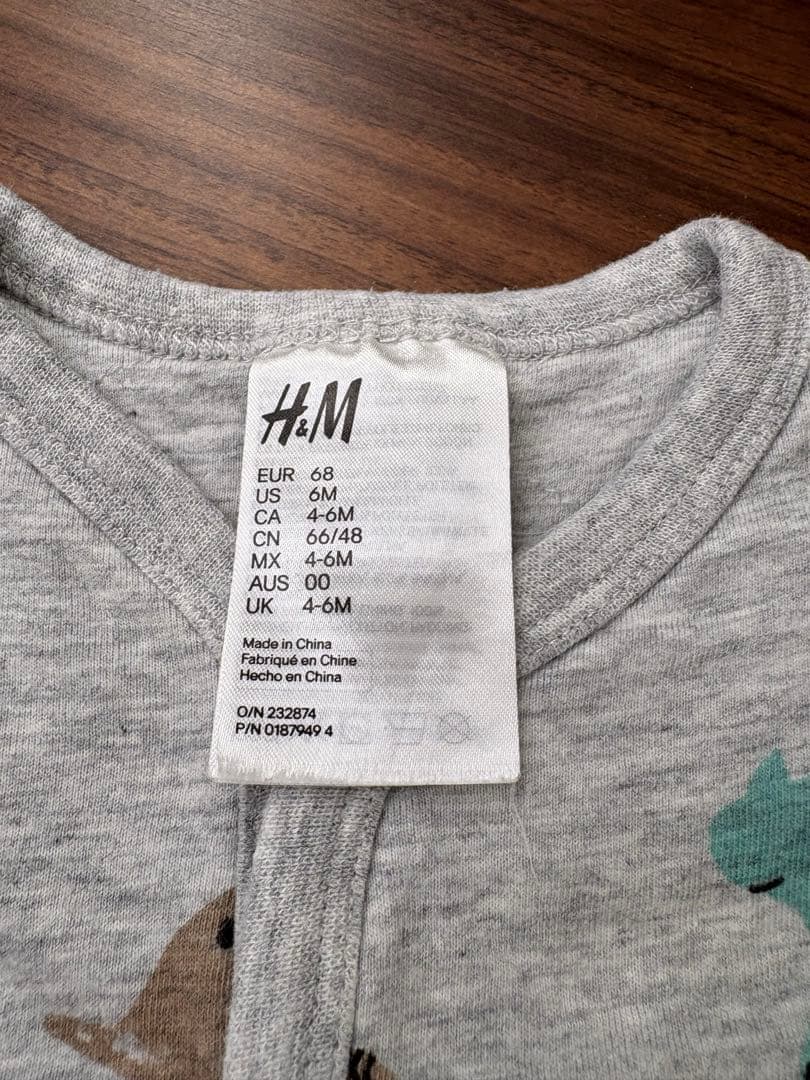 H&M
EUR 68
US 6M
CA 4-6M
CN 66/48
MX 4-6M
AUS 00
UK 4-6M
Made in China
Fabriqué en Chine
Hecho en China
O/N 232874
P/N 0187949 4